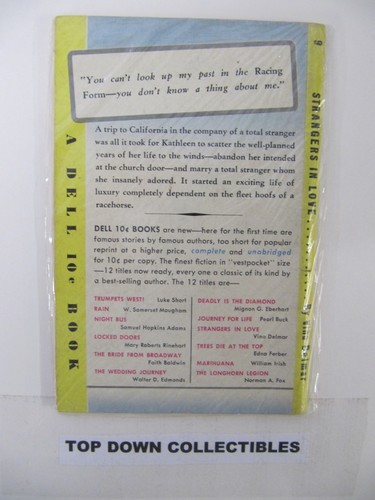 "You can't look up my past in the Racing
Form—you don't know a thing about me."
A trip to California in the company of a total stranger
was all it took for Kathleen to scatter the well-planned
years of her life to the winds—abandon her intended
at the church door—and marry a total stranger whom
she insanely adored. It started an exciting life of
luxury completely dependent on the fleet hoofs of a
racehorse.
DELL 10¢ BOOKS are new—here for the first time are
famous stories by famous authors, too short for popular
reprint at a higher price, complete and unabridged
for 10¢ per copy. The finest fiction in "vestpocket" size
—12 titles now ready, every one a classic of its kind by
a best-selling author. The 12 titles are—
TRUMPETS WEST! Luke Short
RAIN W. Somerset Maugham
NIGHT BUS
Samuel Hopkins Adams
LOCKED DOORS
Mary Roberts Rinehart
THE BRIDE FROM BROADWAY
Faith Baldwin
THE WEDDING JOURNEY
Walter D. Edmonds
DEADLY IS THE DIAMOND
Mignon G. Eberhart
JOURNEY FOR LIFE Pearl Buck
STRANGERS IN LOVE
Vina Delmar
TREES DIE AT THE TOP
Edna Ferber
MARIHUANA William Irish
THE LONGHORN LEGION
Norman A. Fox
A DELL 10¢ BOOK
9
STRANGERS IN LOVE . . . . . By Vina Delmar
TOP DOWN COLLECTIBLES